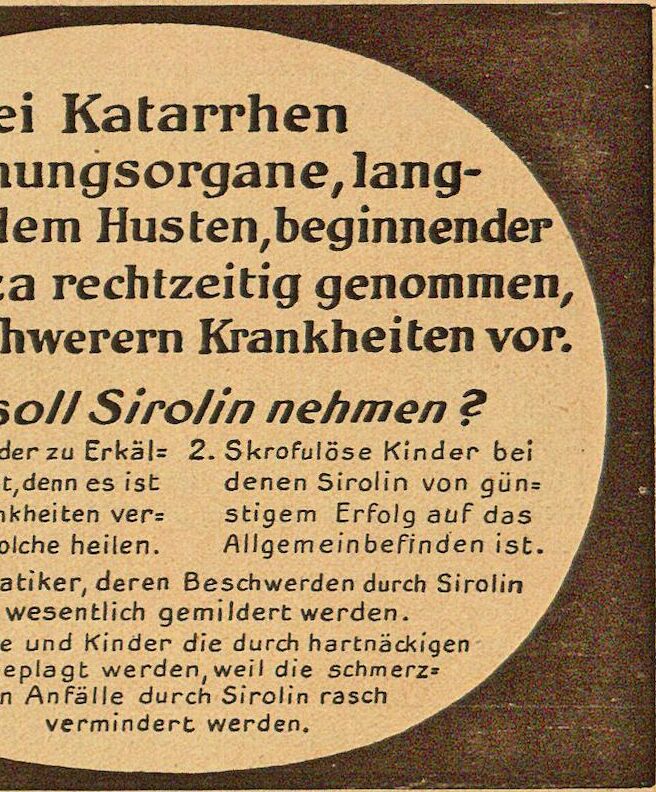 ei Katarrhen
nungsorgane, lang-
dem Husten, beginnender
za rechtzeitig genommen,
hwerern Krankheiten vor.
soll Sirolin nehmen?
der zu Erkäl=
t, denn es ist
nkheiten ver=
olche heilen.
2. Skrofulöse Kinder bei
denen Sirolin von gün=
stigem Erfolg auf das
Allgemeinbefinden ist.
atiker, deren Beschwerden durch Sirolin
wesentlich gemildert werden.
e und Kinder die durch hartnäckigen
eplagt werden, weil die schmerz=
n Anfälle durch Sirolin rasch
vermindert werden.